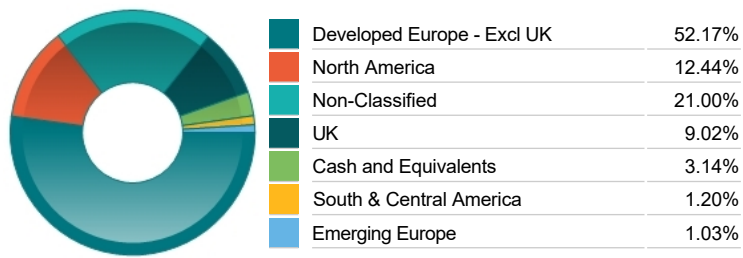 Developed Europe - Excl UK 52.17%
North America 12.44%
Non-Classified 21.00%
UK 9.02%
Cash and Equivalents 3.14%
South & Central America 1.20%
Emerging Europe 1.03%